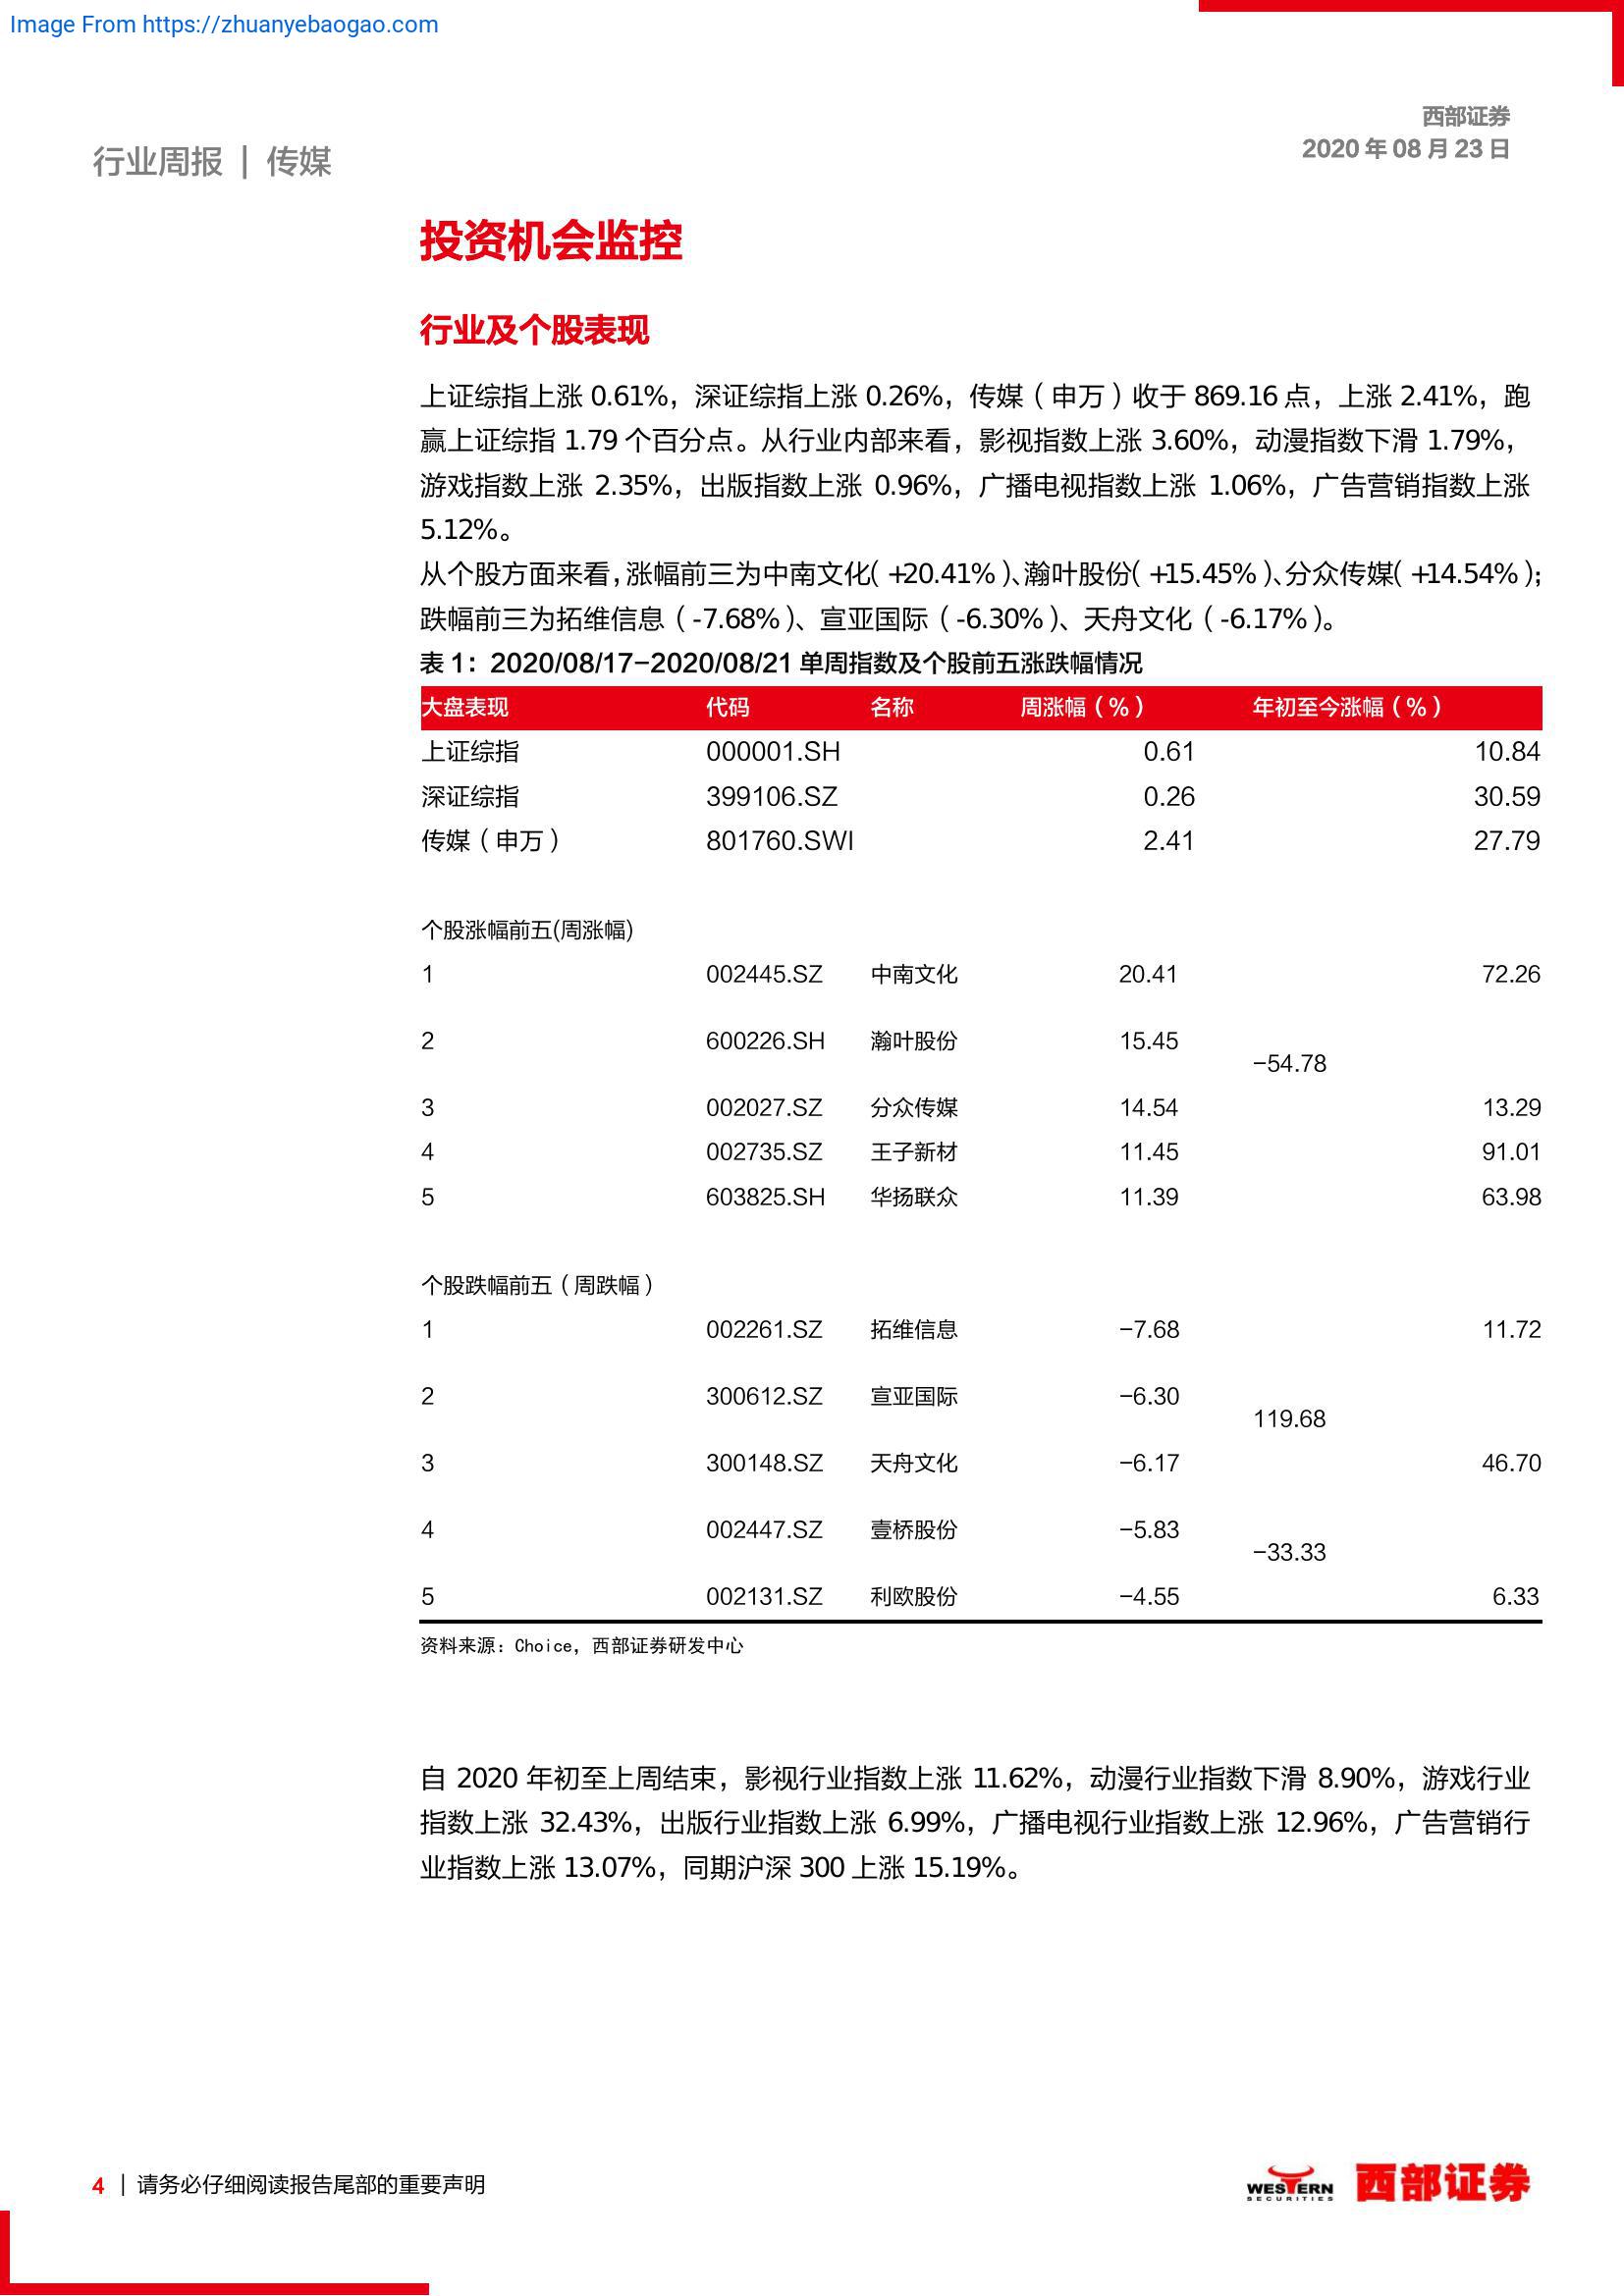 Image From https://zhuanyebaogao.com
西部证券
2020 年 08 月 23 日
行业周报 | 传媒
投资机会监控
行业及个股表现
上证综指上涨 0.61%，深证综指上涨 0.26%，传媒（申万）收于 869.16 点，上涨 2.41%，跑
赢上证综指 1.79 个百分点。从行业内部来看，影视指数上涨 3.60%，动漫指数下滑 1.79%，
游戏指数上涨 2.35%，出版指数上涨 0.96%，广播电视指数上涨 1.06%，广告营销指数上涨
5.12%。
从个股方面来看，涨幅前三为中南文化（+20.41%）、瀚叶股份（+15.45%）、分众传媒（+14.54%）；
跌幅前三为拓维信息（-7.68%）、宣亚国际（-6.30%）、天舟文化（-6.17%）。
表 1：2020/08/17-2020/08/21 单周指数及个股前五涨跌幅情况
大盘表现 代码 名称 周涨幅（%） 年初至今涨幅（%）
上证综指 000001.SH 0.61 10.84
深证综指 399106.SZ 0.26 30.59
传媒（申万） 801760.SWI 2.41 27.79
个股涨幅前五(周涨幅)
1 002445.SZ 中南文化 20.41 72.26
2 600226.SH 瀚叶股份 15.45 -54.78
3 002027.SZ 分众传媒 14.54 13.29
4 002735.SZ 王子新材 11.45 91.01
5 603825.SH 华扬联众 11.39 63.98
个股跌幅前五（周跌幅）
1 002261.SZ 拓维信息 -7.68 11.72
2 300612.SZ 宣亚国际 -6.30 119.68
3 300148.SZ 天舟文化 -6.17 46.70
4 002447.SZ 壹桥股份 -5.83 -33.33
5 002131.SZ 利欧股份 -4.55 6.33
资料来源：Choice，西部证券研发中心
自 2020 年初至上周结束，影视行业指数上涨 11.62%，动漫行业指数下滑 8.90%，游戏行业
指数上涨 32.43%，出版行业指数上涨 6.99%，广播电视行业指数上涨 12.96%，广告营销行
业指数上涨 13.07%，同期沪深 300 上涨 15.19%。
4 | 请务必仔细阅读报告尾部的重要声明
WESTERN
SECURITIES
西部证券